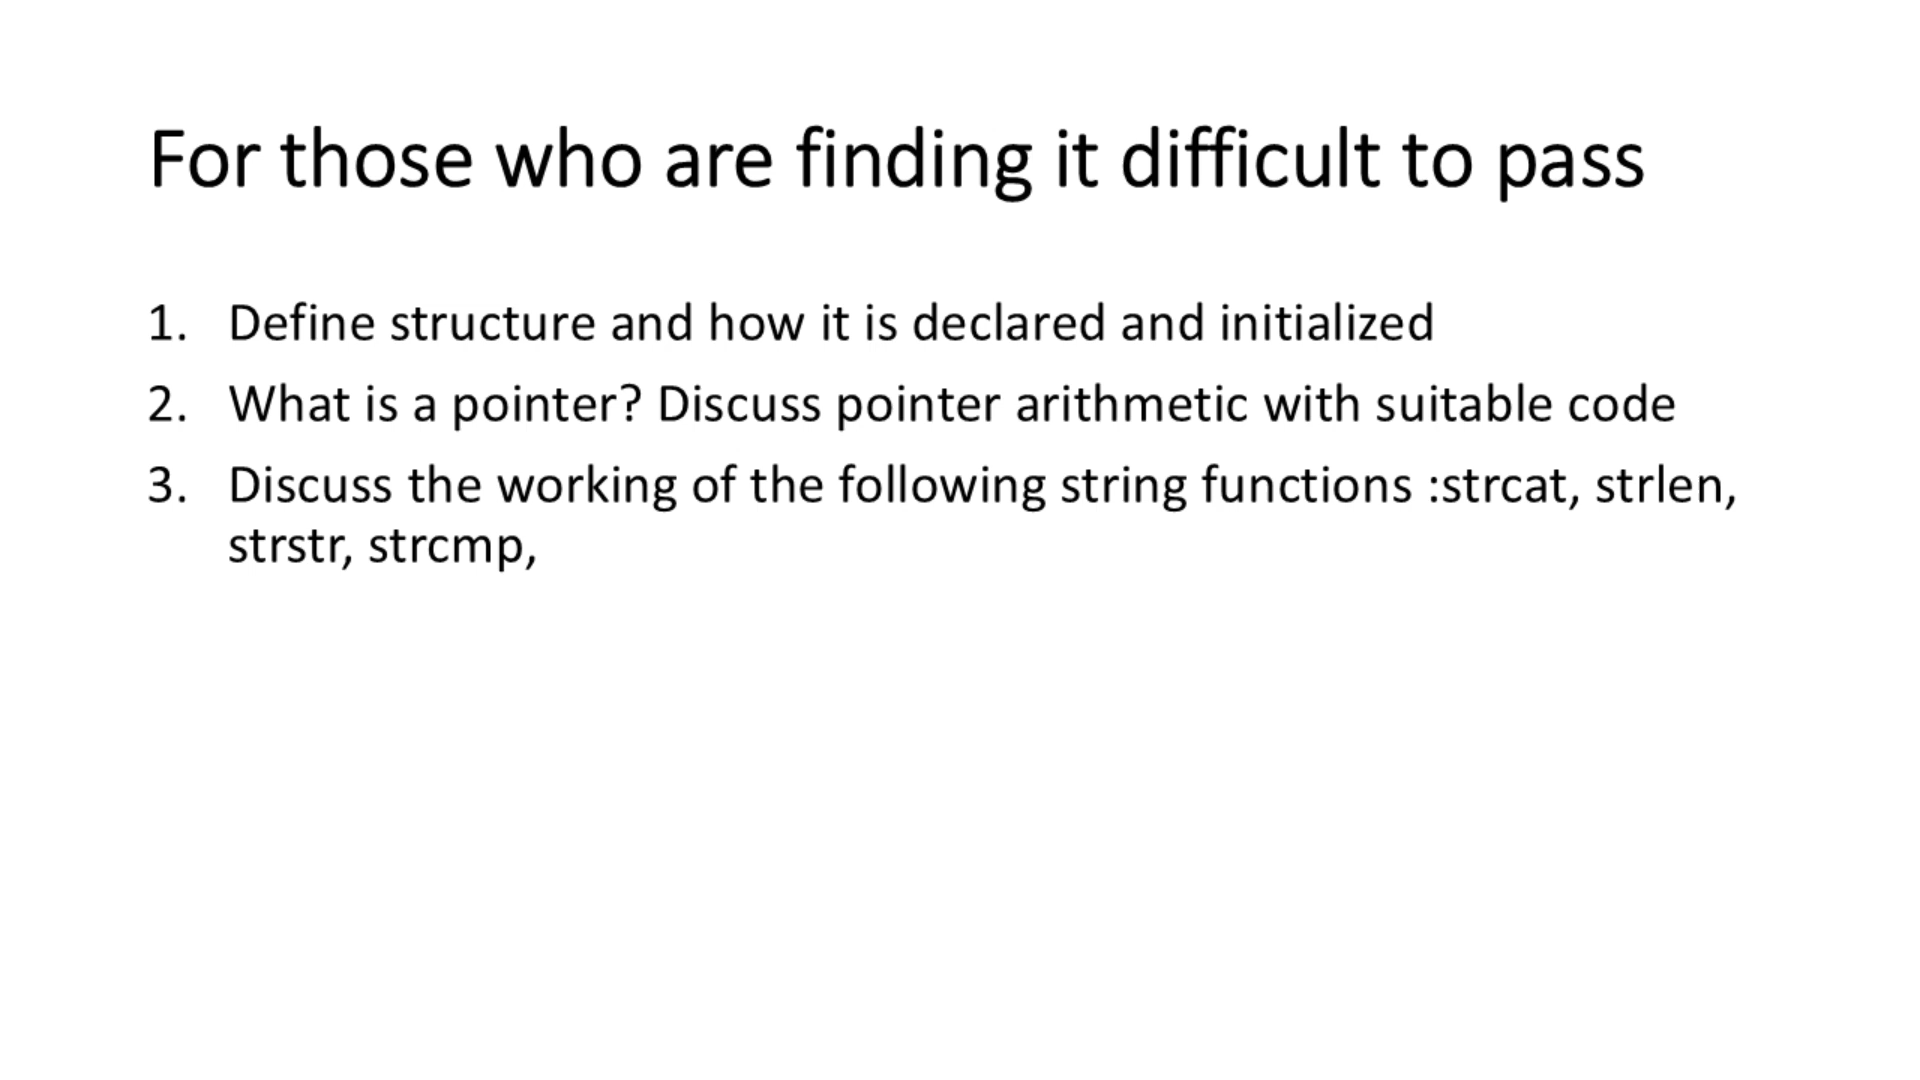 For those who are finding it difficult to pass
1. Define structure and how it is declared and initialized
2. What is a pointer? Discuss pointer arithmetic with suitable code
3. Discuss the working of the following string functions :strcat, strlen,
strstr, strcmp,